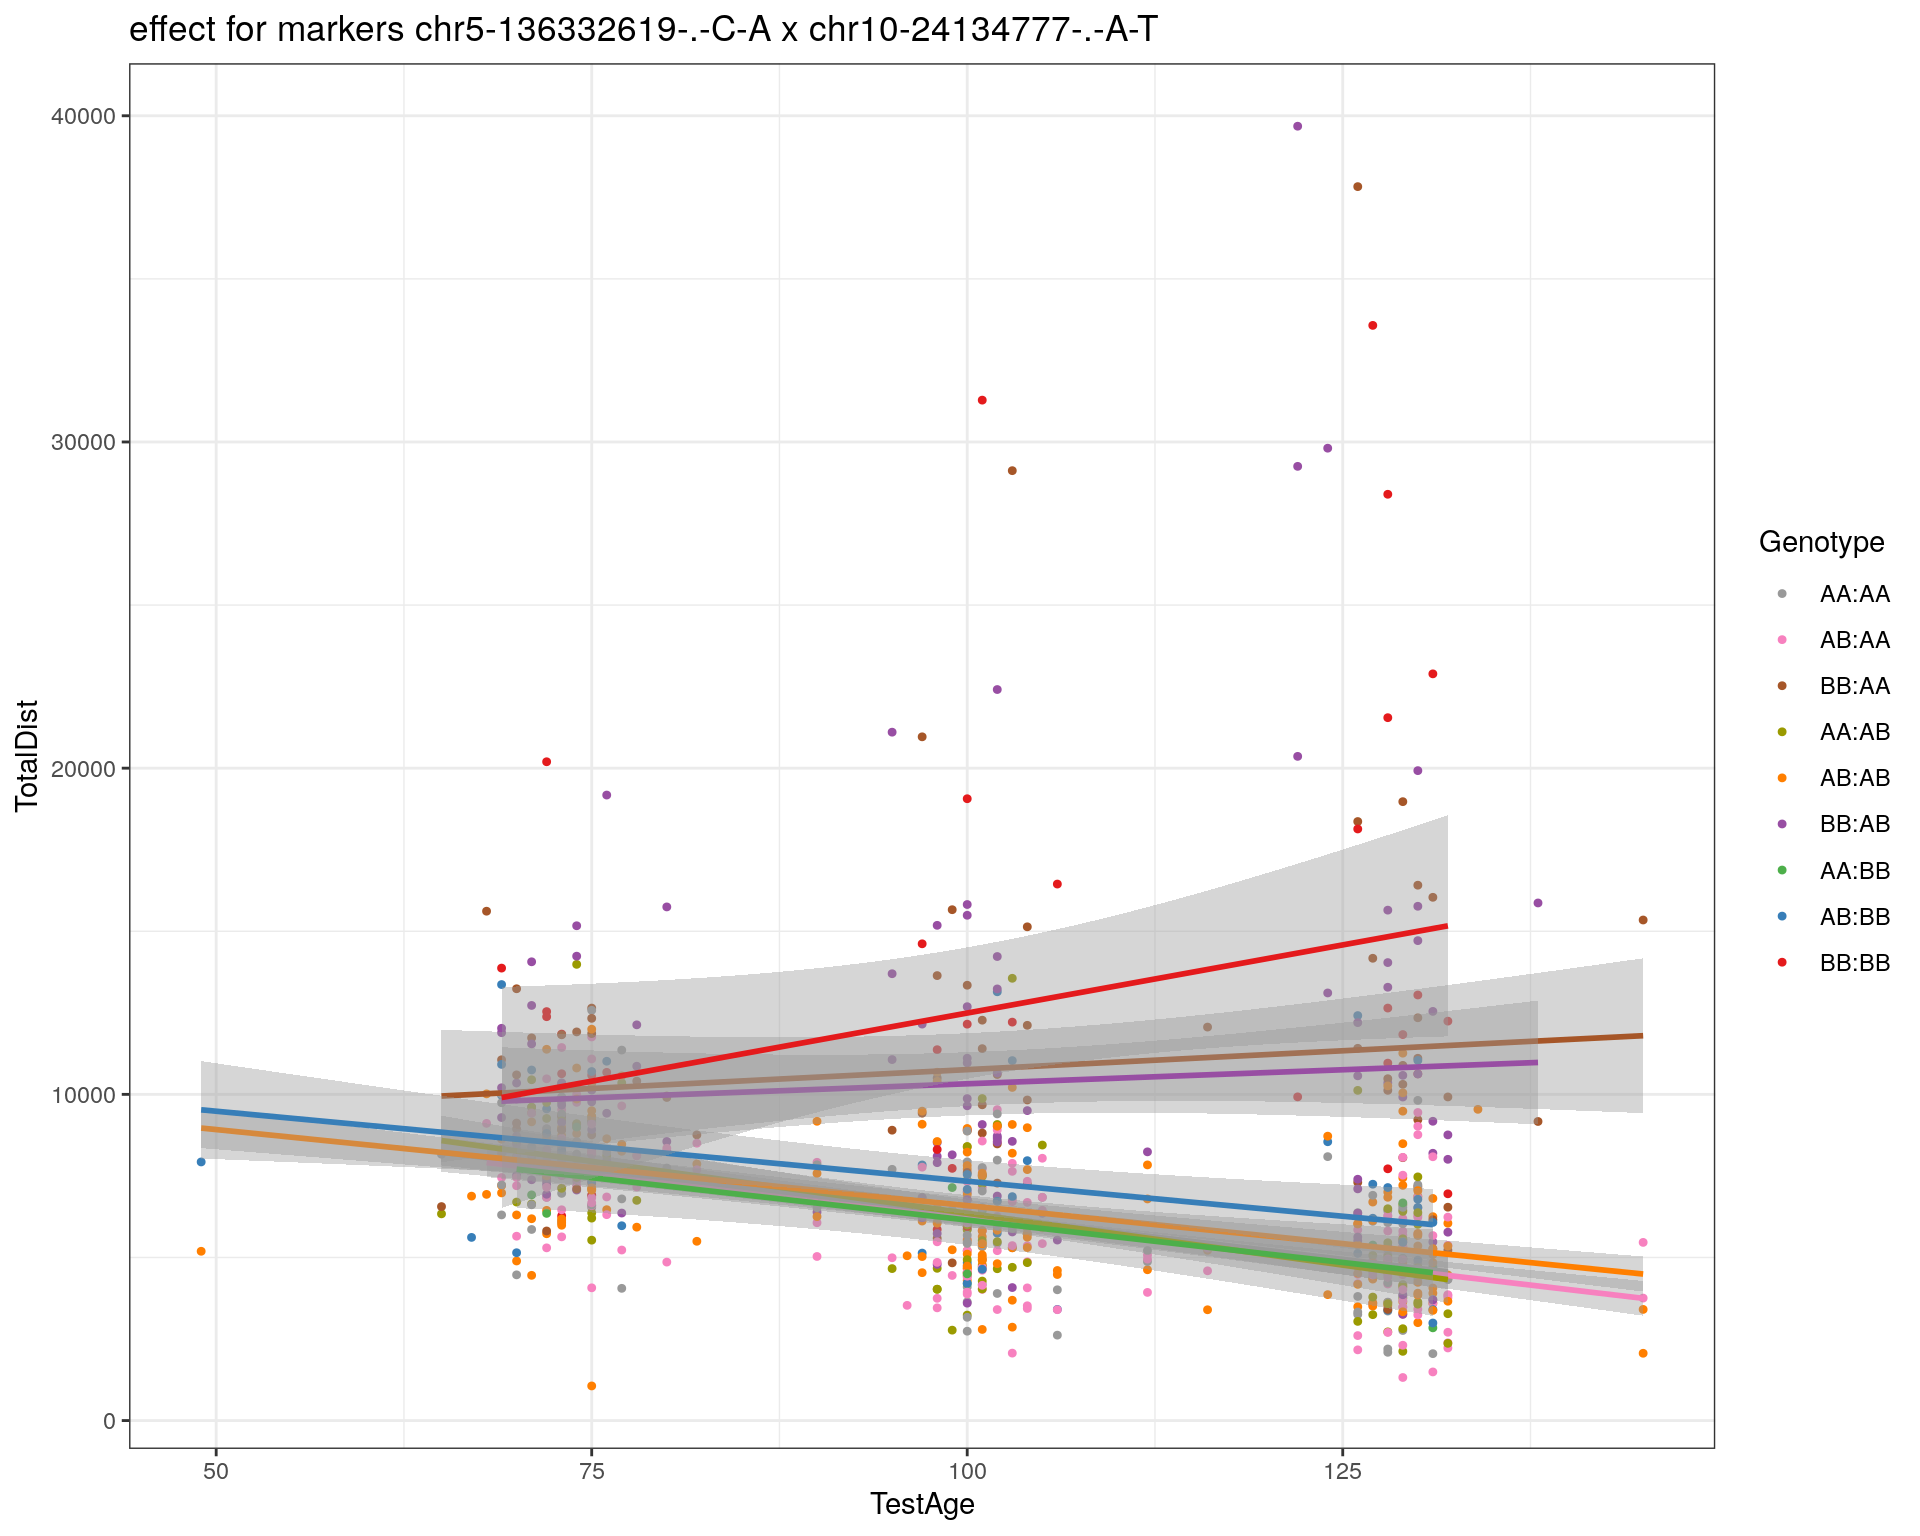 effect for markers chr5-136332619-.-C-A x chr10-24134777-.-A-T
40000
30000
20000
10000
0
TotalDist
50
75
100
125
TestAge
Genotype
AA:AA
AB:AA
BB:AA
AA:AB
AB:AB
BB:AB
AA:BB
AB:BB
BB:BB